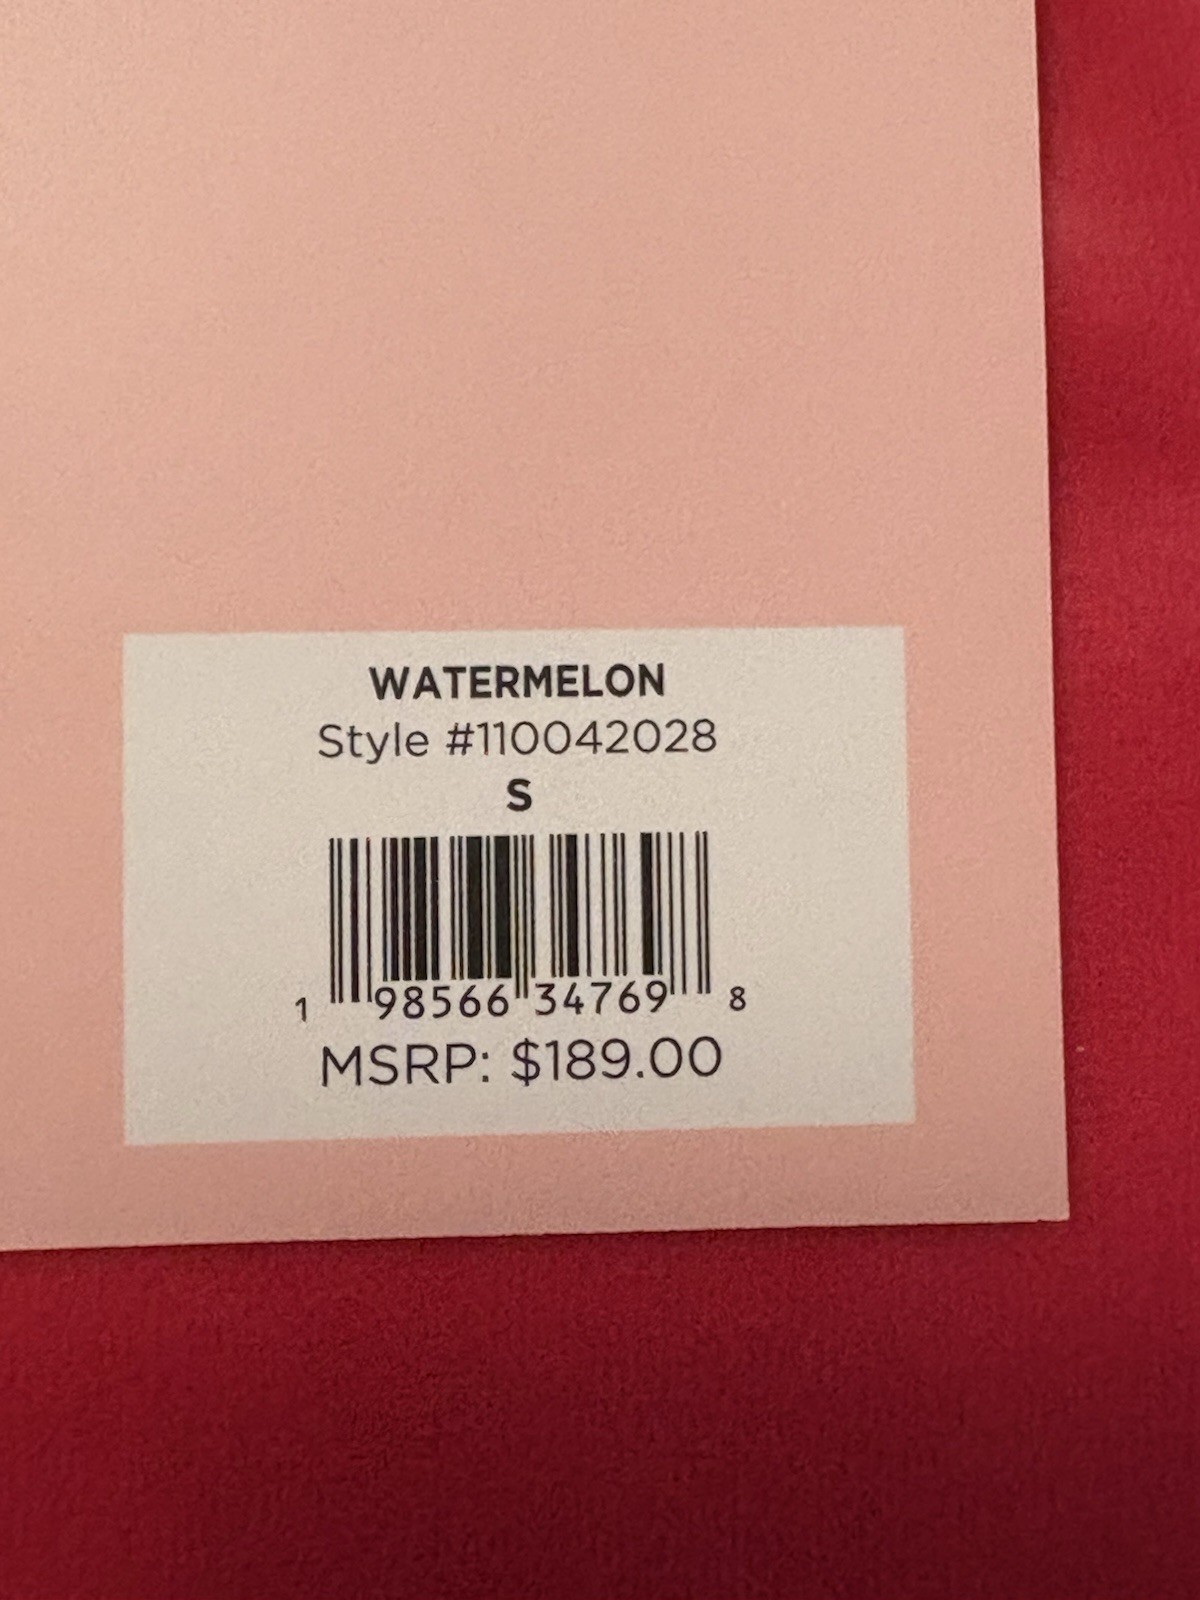 WATERMELON
Style #110042028
S
1 98566 34769 8
MSRP: $189.00